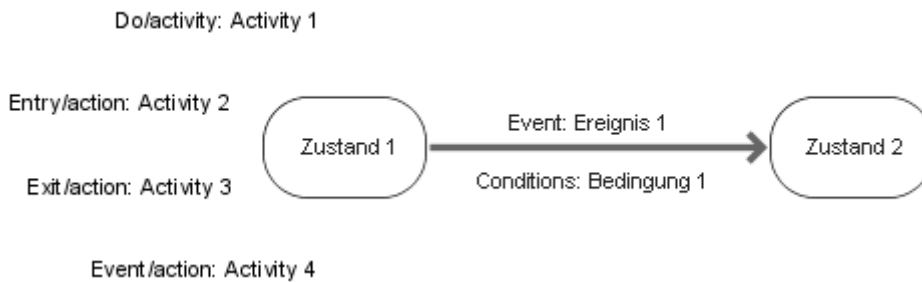 Do/activity: Activity 1
Entry/action: Activity 2
Event: Ereignis 1
Zustand 1
Zustand 2
Conditions: Bedingung 1
Exit/action: Activity 3
Event/action: Activity 4